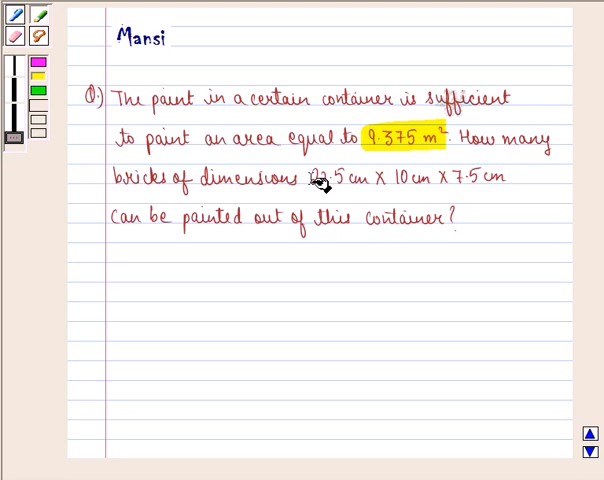 Mansi
Q.) The paint in a certain container is sufficient
to paint an area equal to 9.375 m². How many
bricks of dimensions 22.5 cm × 10 cm × 7.5 cm
can be painted out of this container?